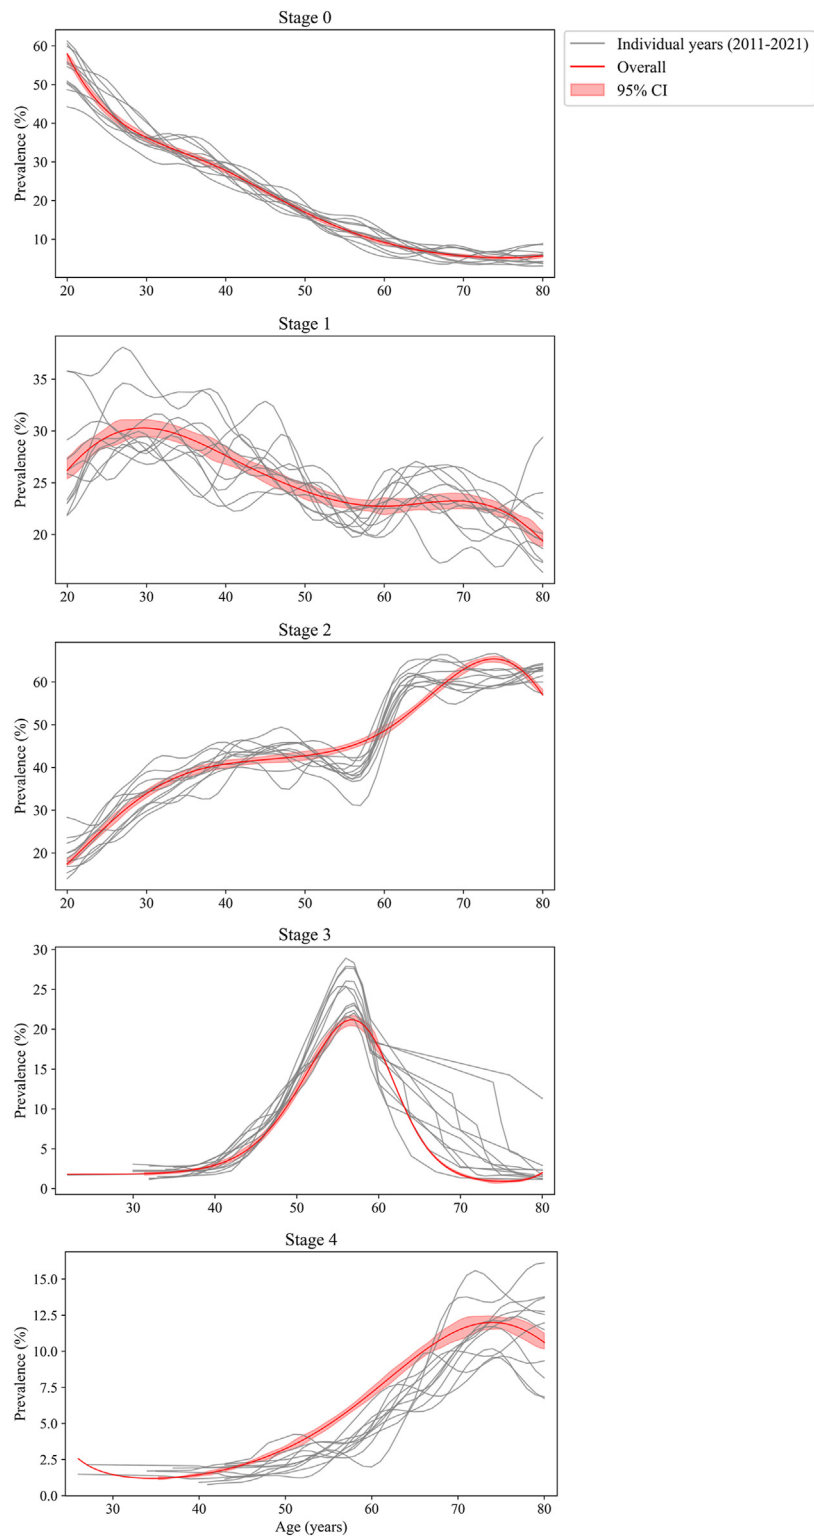 Stage 0
Individual years (2011-2021)
Overall
95% CI
Prevalence (%)
60
50
40
30
20
10
20 30 40 50 60 70 80
Stage 1
Prevalence (%)
35
30
25
20
20 30 40 50 60 70 80
Stage 2
Prevalence (%)
60
50
40
30
20
20 30 40 50 60 70 80
Stage 3
Prevalence (%)
30
25
20
15
10
5
0
30 40 50 60 70 80
Stage 4
Prevalence (%)
15.0
12.5
10.0
7.5
5.0
2.5
0.0
30 40 50 60 70 80
Age (years)